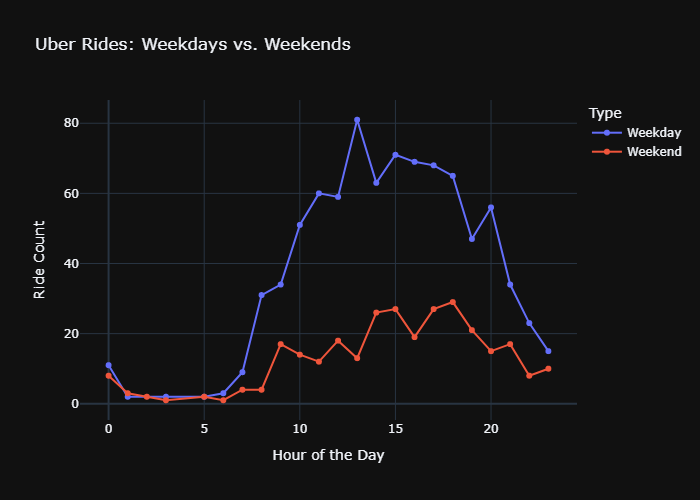 Uber Rides: Weekdays vs. Weekends
Type
Weekday
Weekend
80
60
40
20
0
Ride Count
0 5 10 15 20
Hour of the Day